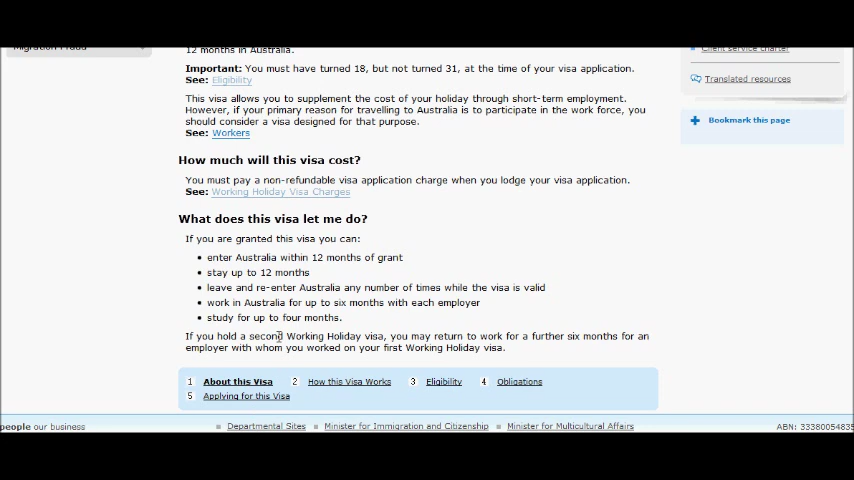 Migration Fraud
12 months in Australia.
Important: You must have turned 18, but not turned 31, at the time of your visa application.
See: Eligibility
This visa allows you to supplement the cost of your holiday through short-term employment.
However, if your primary reason for travelling to Australia is to participate in the work force, you
should consider a visa designed for that purpose.
See: Workers
How much will this visa cost?
You must pay a non-refundable visa application charge when you lodge your visa application.
See: Working Holiday Visa Charges
What does this visa let me do?
If you are granted this visa you can:
• enter Australia within 12 months of grant
• stay up to 12 months
• leave and re-enter Australia any number of times while the visa is valid
• work in Australia for up to six months with each employer
• study for up to four months.
If you hold a second Working Holiday visa, you may return to work for a further six months for an
employer with whom you worked on your first Working Holiday visa.
1 About this Visa 2 How this Visa Works 3 Eligibility 4 Obligations
5 Applying for this Visa
Client service charter
Translated resources
Bookmark this page
people our business
Departmental Sites Minister for Immigration and Citizenship Minister for Multicultural Affairs
ABN: 33380054835